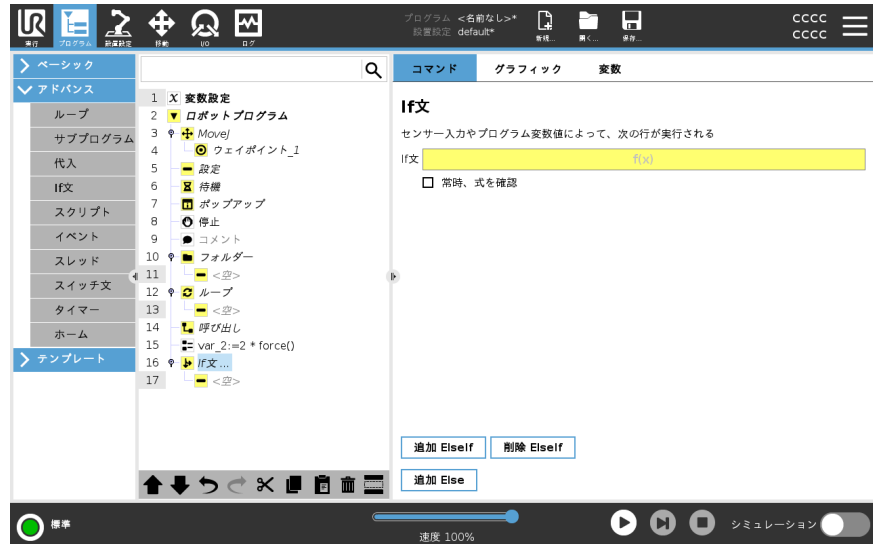 UR
実行
プログラム
設置設定
移動
I/O
ログ
プログラム <名前なし>*
設置設定 default*
新規...
開く...
保存...
CCCC
CCCC
ベーシック
アドバンス
ループ
サブプログラム
代入
If文
スクリプト
イベント
スレッド
スイッチ文
タイマー
ホーム
テンプレート
1 X 変数設定
2 ロボットプログラム
3 MoveJ
4 ウェイポイント_1
5 設定
6 待機
7 ポップアップ
8 停止
9 コメント
10 フォルダー
11 <空>
12 ループ
13 <空>
14 呼び出し
15 var_2:=2 * force()
16 If文 ...
17 <空>
コマンド グラフィック 変数
If文
センサー入力やプログラム変数値によって、次の行が実行される
If文 f(x)
常時、式を確認
追加 ElseIf 削除 ElseIf
追加 Else
標準
速度 100%
シミュレーション